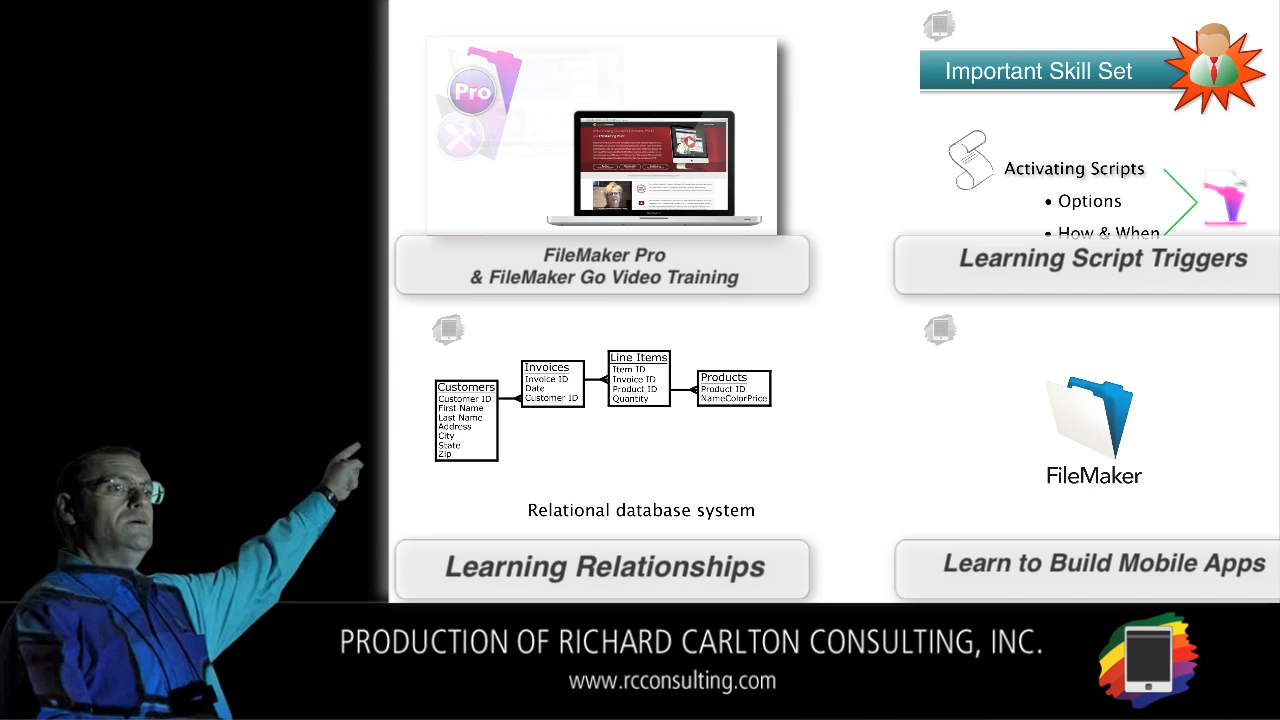 Pro
FileMaker Pro
& FileMaker Go Video Training
Important Skill Set
Activating Scripts
• Options
• How & When
Learning Script Triggers
Customers
Customer ID
First Name
Last Name
Address
City
State
Zip
Invoices
Invoice ID
Date
Customer ID
Line Items
Item ID
Invoice ID
Product ID
Quantity
Products
Product ID
NameColorPrice
Relational database system
Learning Relationships
FileMaker
Learn to Build Mobile Apps
PRODUCTION OF RICHARD CARLTON CONSULTING, INC.
www.rcconsulting.com